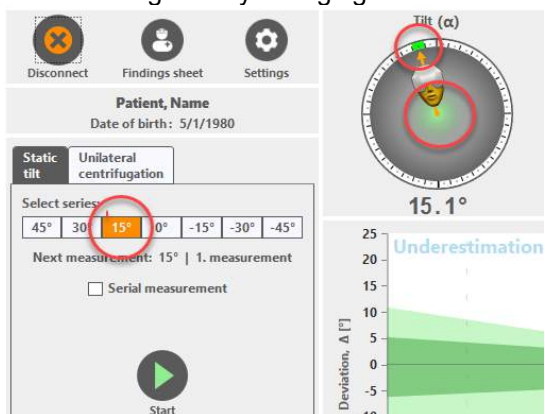 Disconnect
Findings sheet
Settings
Patient, Name
Date of birth: 5/1/1980
Static tilt
Unilateral centrifugation
Select series:
45° 30° 15° 0° -15° -30° -45°
Next measurement: 15° | 1. measurement
Serial measurement
Start
Tilt (α)
15.1°
25
Underestimation
20
15
10
5
0
-5
Deviation, Δ [°]